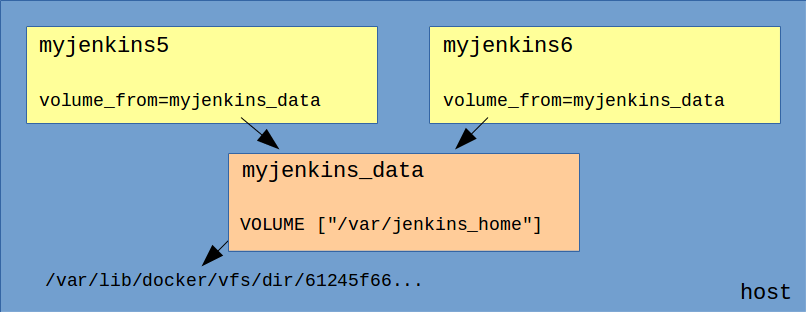 myjenkins5
volume_from=myjenkins_data
myjenkins6
volume_from=myjenkins_data
myjenkins_data
VOLUME ["/var/jenkins_home"]
/var/lib/docker/vfs/dir/61245f66...
host